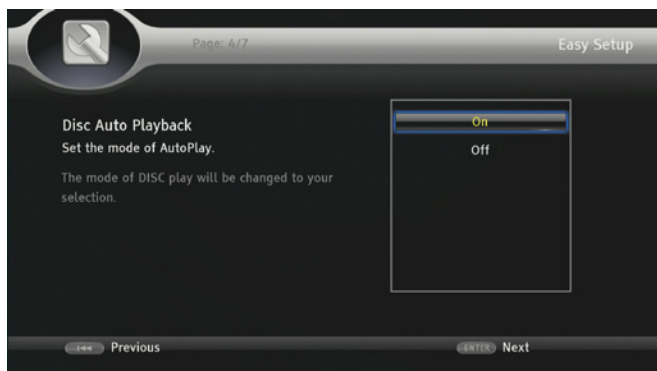 Page: 4/7
Easy Setup
Disc Auto Playback
Set the mode of AutoPlay.
The mode of DISC play will be changed to your
selection.
On
Off
Previous
ENTER Next